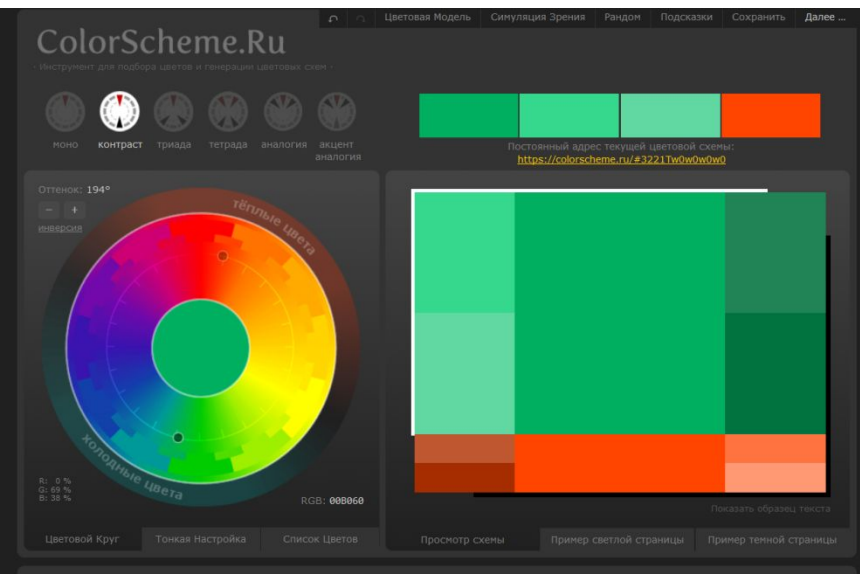 Цветовая Модель Симуляция Зрения Рандом Подсказки Сохранить Далее ...
ColorScheme.Ru
· Инструмент для подбора цветов и генерации цветовых схем ·
моно контраст триада тетрада аналогия акцент
аналогия
Постоянный адрес текущей цветовой схемы:
https://colorscheme.ru/#3221Tw0w0w0w0
Оттенок: 194°
− +
инверсия
тёплые цвета
холодные цвета
R: 0 %
G: 69 %
B: 38 %
RGB: 00B060
Показать образец текста
Цветовой Круг Тонкая Настройка Список Цветов
Просмотр схемы Пример светлой страницы Пример темной страницы